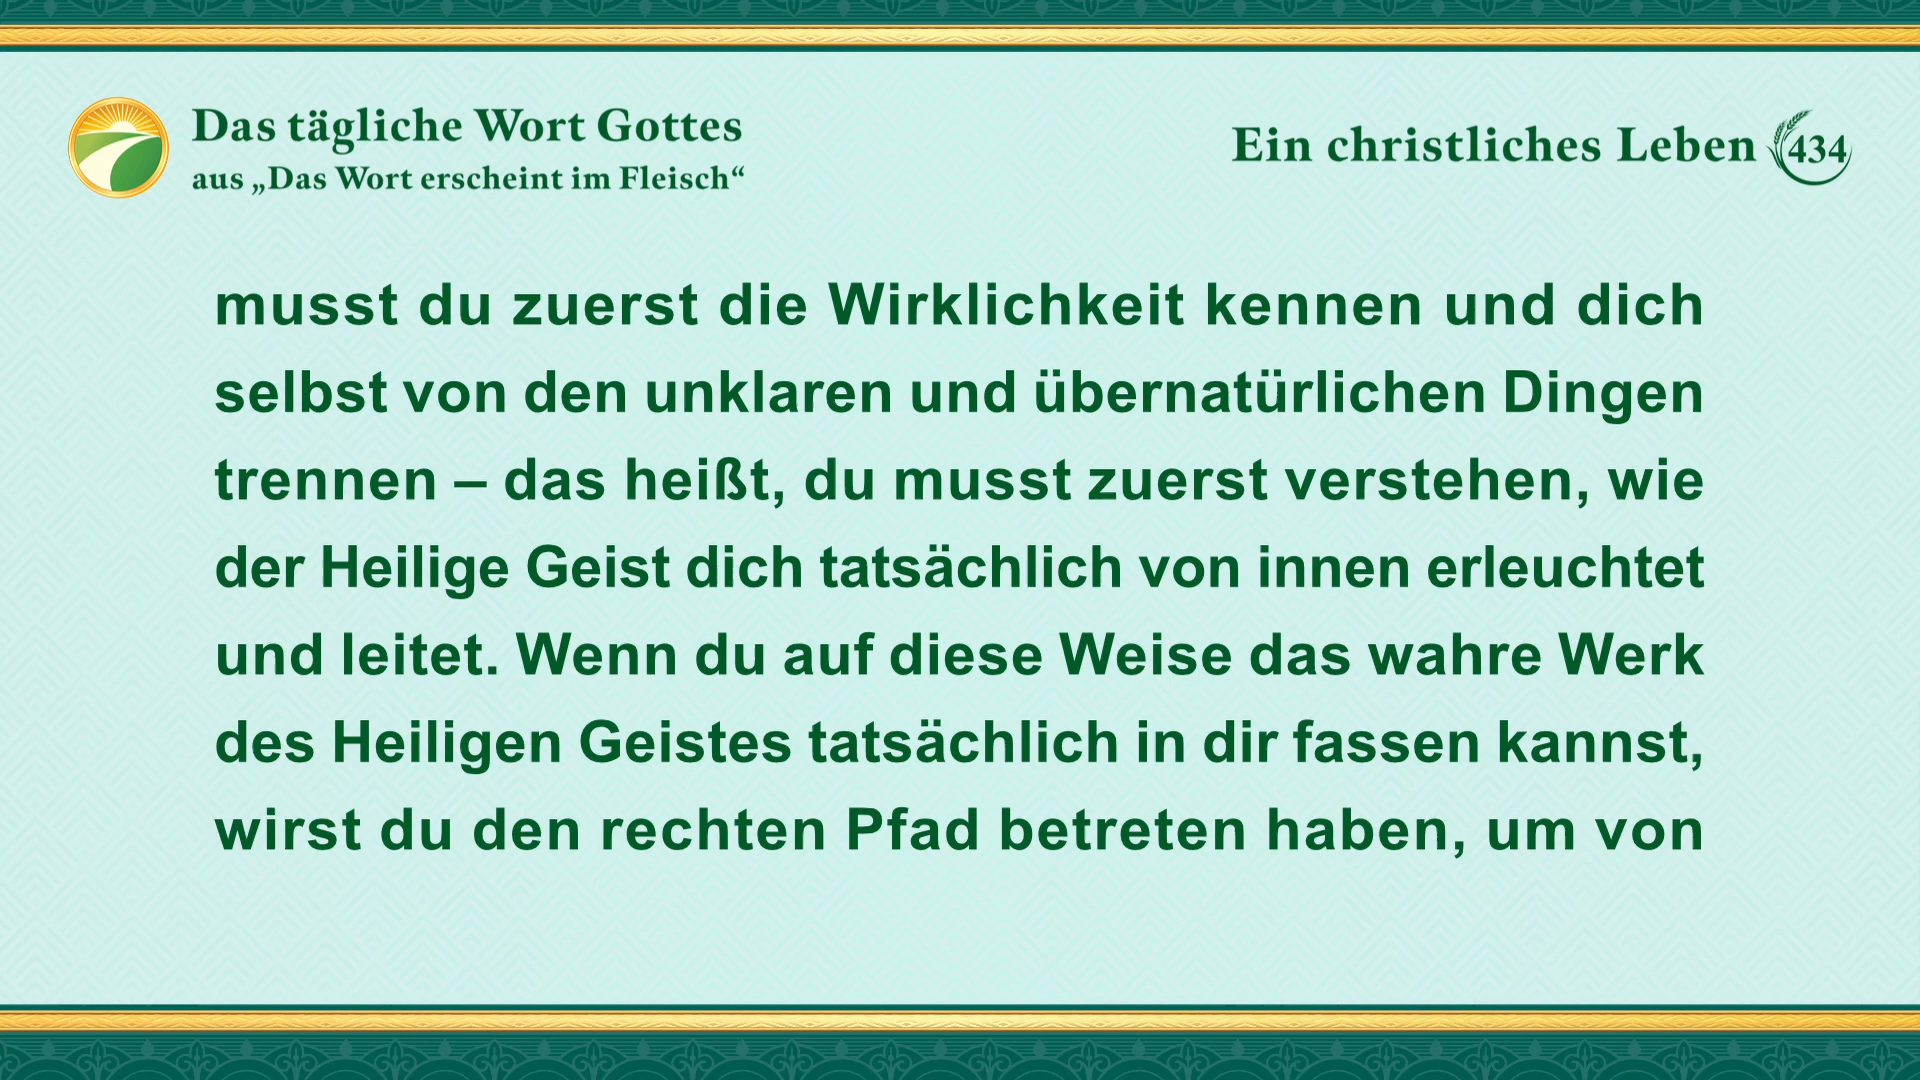 Das tägliche Wort Gottes
aus „Das Wort erscheint im Fleisch“
Ein christliches Leben 434
musst du zuerst die Wirklichkeit kennen und dich
selbst von den unklaren und übernatürlichen Dingen
trennen – das heißt, du musst zuerst verstehen, wie
der Heilige Geist dich tatsächlich von innen erleuchtet
und leitet. Wenn du auf diese Weise das wahre Werk
des Heiligen Geistes tatsächlich in dir fassen kannst,
wirst du den rechten Pfad betreten haben, um von